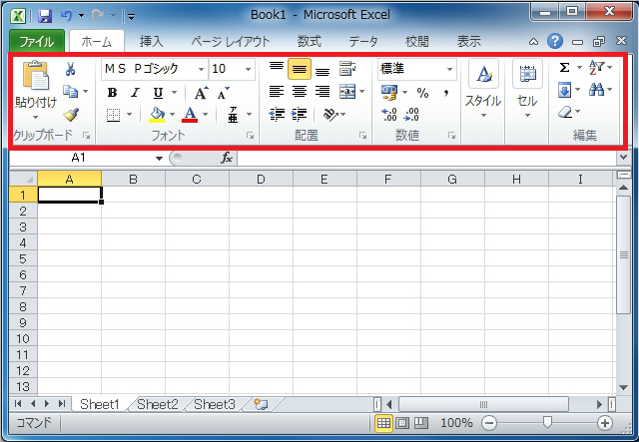 Book1 - Microsoft Excel
ファイル ホーム 挿入 ページ レイアウト 数式 データ 校閲 表示
ＭＳ Ｐゴシック 10 標準
B I U A A % ,
貼り付け A 亜 .00 .00 スタイル セル
クリップボード フォント 配置 数値 編集
A1 fx
A B C D E F G H I
1
2
3
4
5
6
7
8
9
10
11
12
13
Sheet1 Sheet2 Sheet3
コマンド 100%